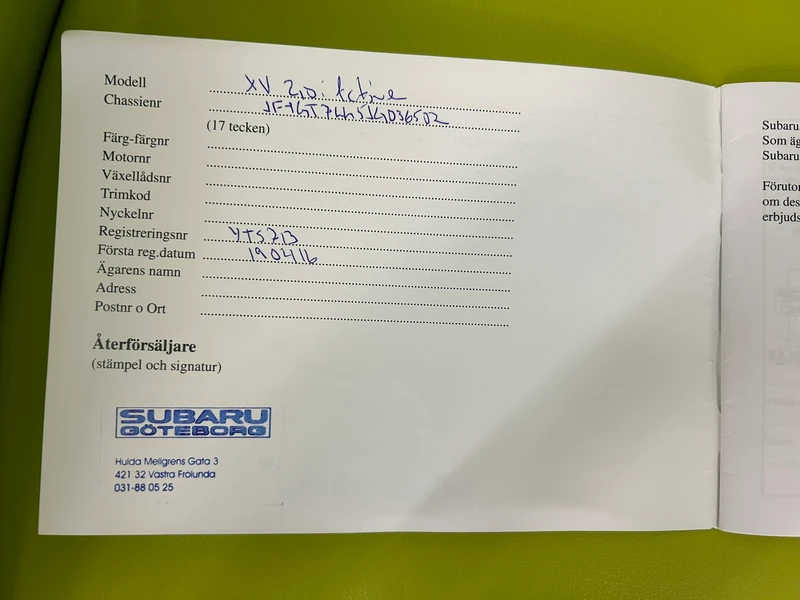 Modell XV 2,0i Active
Chassienr JF1GT7LL5JG036502
(17 tecken)
Färg-färgnr
Motornr
Växellådsnr
Trimkod
Nyckelnr
Registreringsnr YTS71B
Första reg.datum 190416
Ägarens namn
Adress
Postnr o Ort
Återförsäljare
(stämpel och signatur)
SUBARU
GÖTEBORG
Hulda Mellgrens Gata 3
421 32 Västra Frölunda
031-88 05 25
Subaru
Som äg
Subaru
Förutom
om des
erbjuds